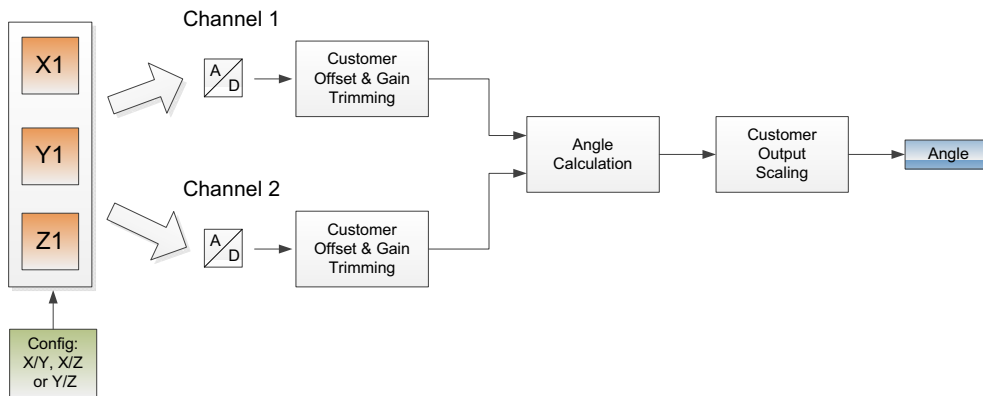 Channel 1
X1
Y1
Z1
A
D
Customer
Offset & Gain
Trimming
Channel 2
A
D
Customer
Offset & Gain
Trimming
Angle
Calculation
Customer
Output
Scaling
Angle
Config:
X/Y, X/Z
or Y/Z